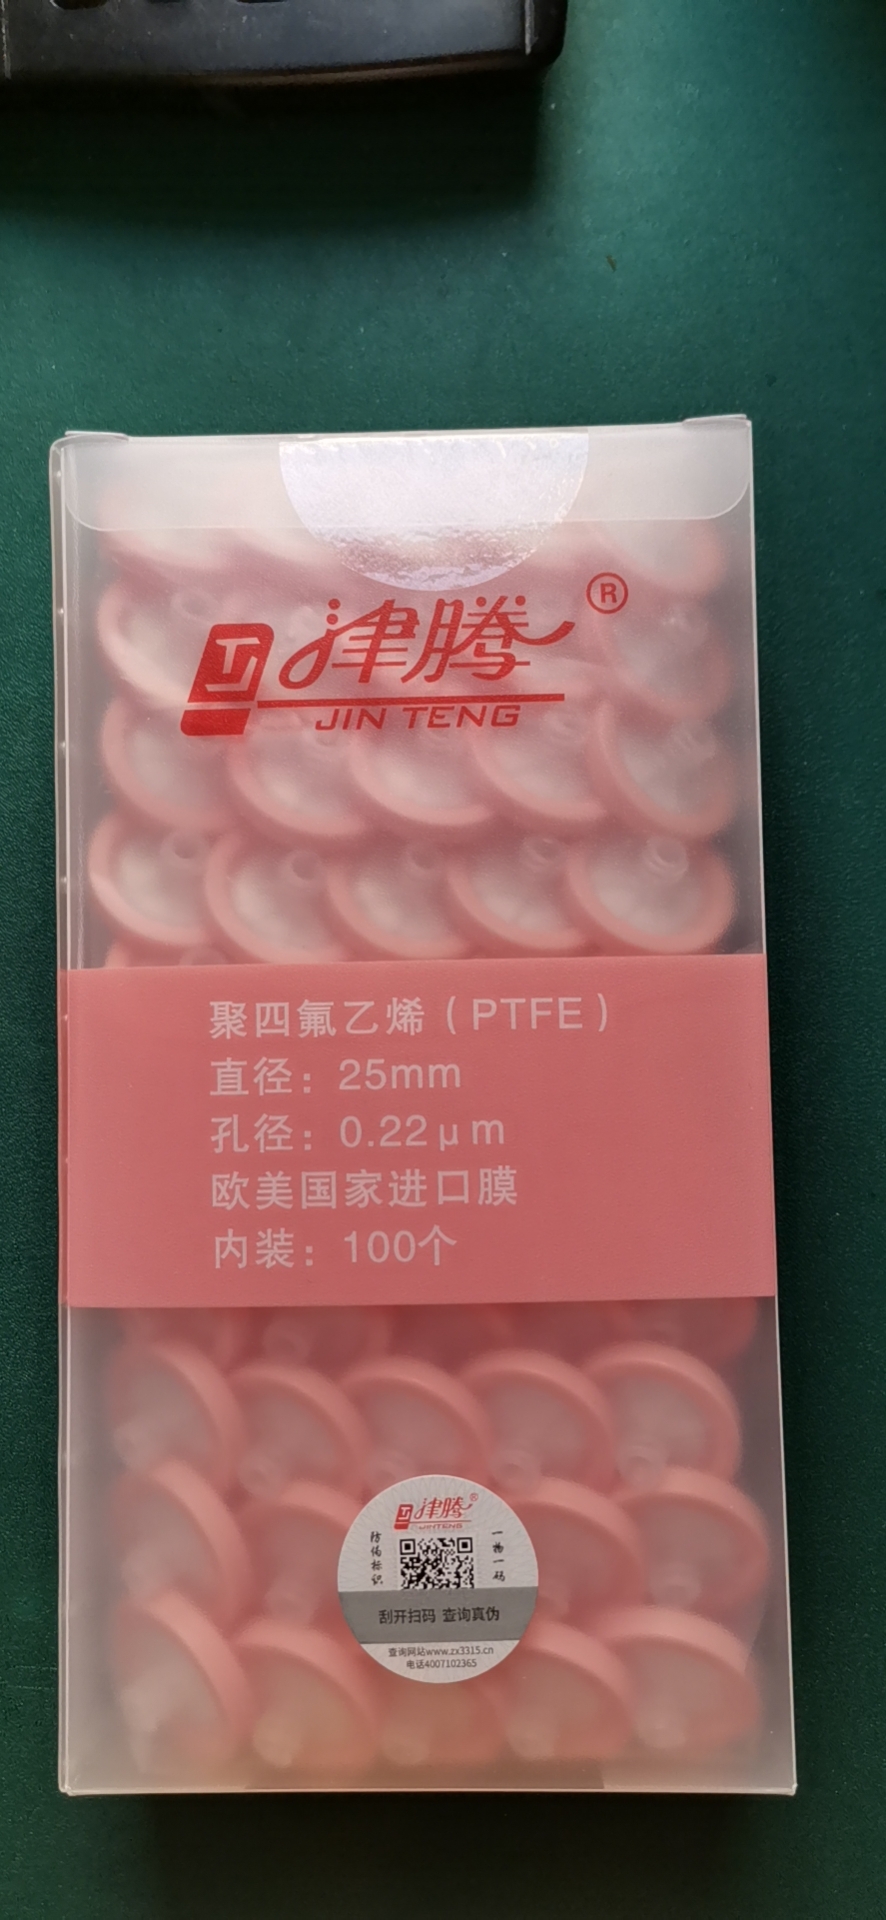 津腾®
JIN TENG
聚四氟乙烯(PTFE)
直径:25mm
孔径:0.22μm
欧美国家进口膜
内装:100个
津腾®
JINTENG
防伪标识
一物一码
刮开扫码 查询真伪
查询网站www.zx3315.cn
电话4007102365